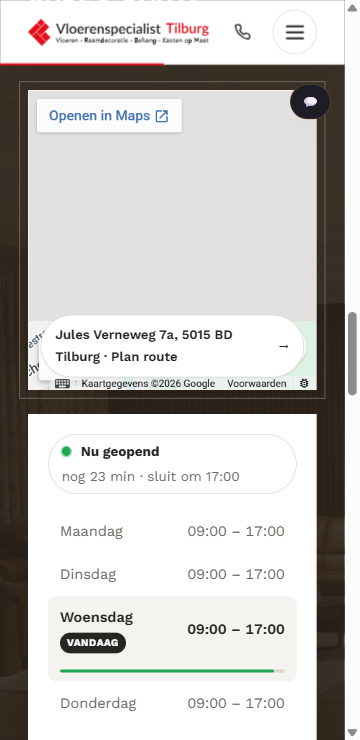 Vloerenspecialist Tilburg
Vloeren - Raamdecoratie - Behang - Kasten op Maat
Openen in Maps
Jules Verneweg 7a, 5015 BD
Tilburg · Plan route →
Kaartgegevens ©2026 Google Voorwaarden
Nu geopend
nog 23 min · sluit om 17:00
Maandag 09:00 – 17:00
Dinsdag 09:00 – 17:00
Woensdag 09:00 – 17:00
VANDAAG
Donderdag 09:00 – 17:00